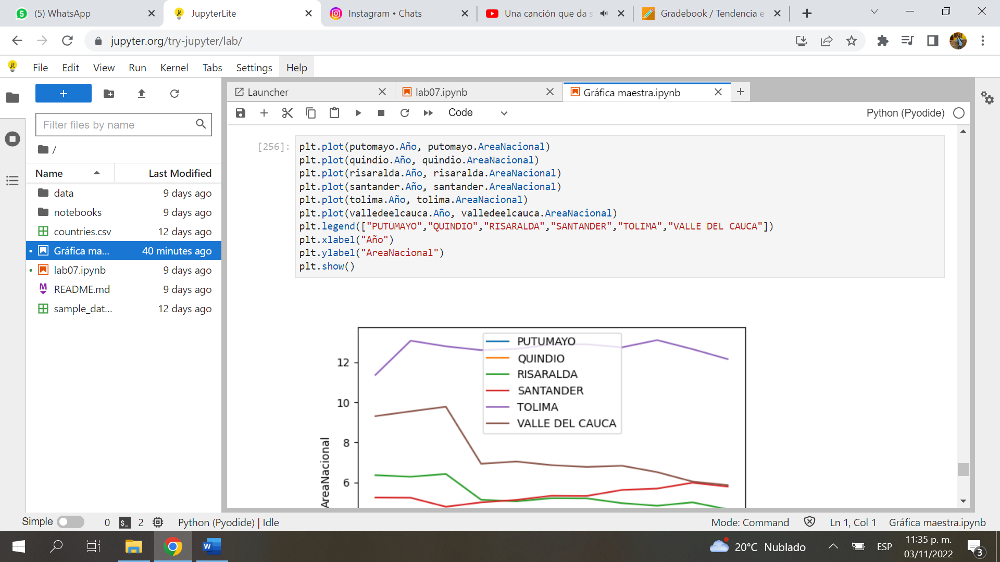 (5) WhatsApp
JupyterLite
Instagram • Chats
Una canción que da s
Gradebook / Tendencia e
jupyter.org/try-jupyter/lab/
File Edit View Run Kernel Tabs Settings Help
Launcher
lab07.ipynb
Gráfica maestra.ipynb
Code
Python (Pyodide)
Filter files by name
/
Name Last Modified
data 9 days ago
notebooks 9 days ago
countries.csv 12 days ago
Gráfica ma... 40 minutes ago
lab07.ipynb 9 days ago
README.md 9 days ago
sample_dat... 12 days ago
[256]:
plt.plot(putomayo.Año, putomayo.AreaNacional)
plt.plot(quindio.Año, quindio.AreaNacional)
plt.plot(risaralda.Año, risaralda.AreaNacional)
plt.plot(santander.Año, santander.AreaNacional)
plt.plot(tolima.Año, tolima.AreaNacional)
plt.plot(valledeelcauca.Año, valledeelcauca.AreaNacional)
plt.legend(["PUTUMAYO","QUINDIO","RISARALDA","SANTANDER","TOLIMA","VALLE DEL CAUCA"])
plt.xlabel("Año")
plt.ylabel("AreaNacional")
plt.show()
PUTUMAYO
QUINDIO
RISARALDA
SANTANDER
TOLIMA
VALLE DEL CAUCA
12
10
8
6
AreaNacional
Simple 0 $_ 2 Python (Pyodide) | Idle
Mode: Command Ln 1, Col 1 Gráfica maestra.ipynb
20°C Nublado
ESP
11:35 p. m.
03/11/2022
3